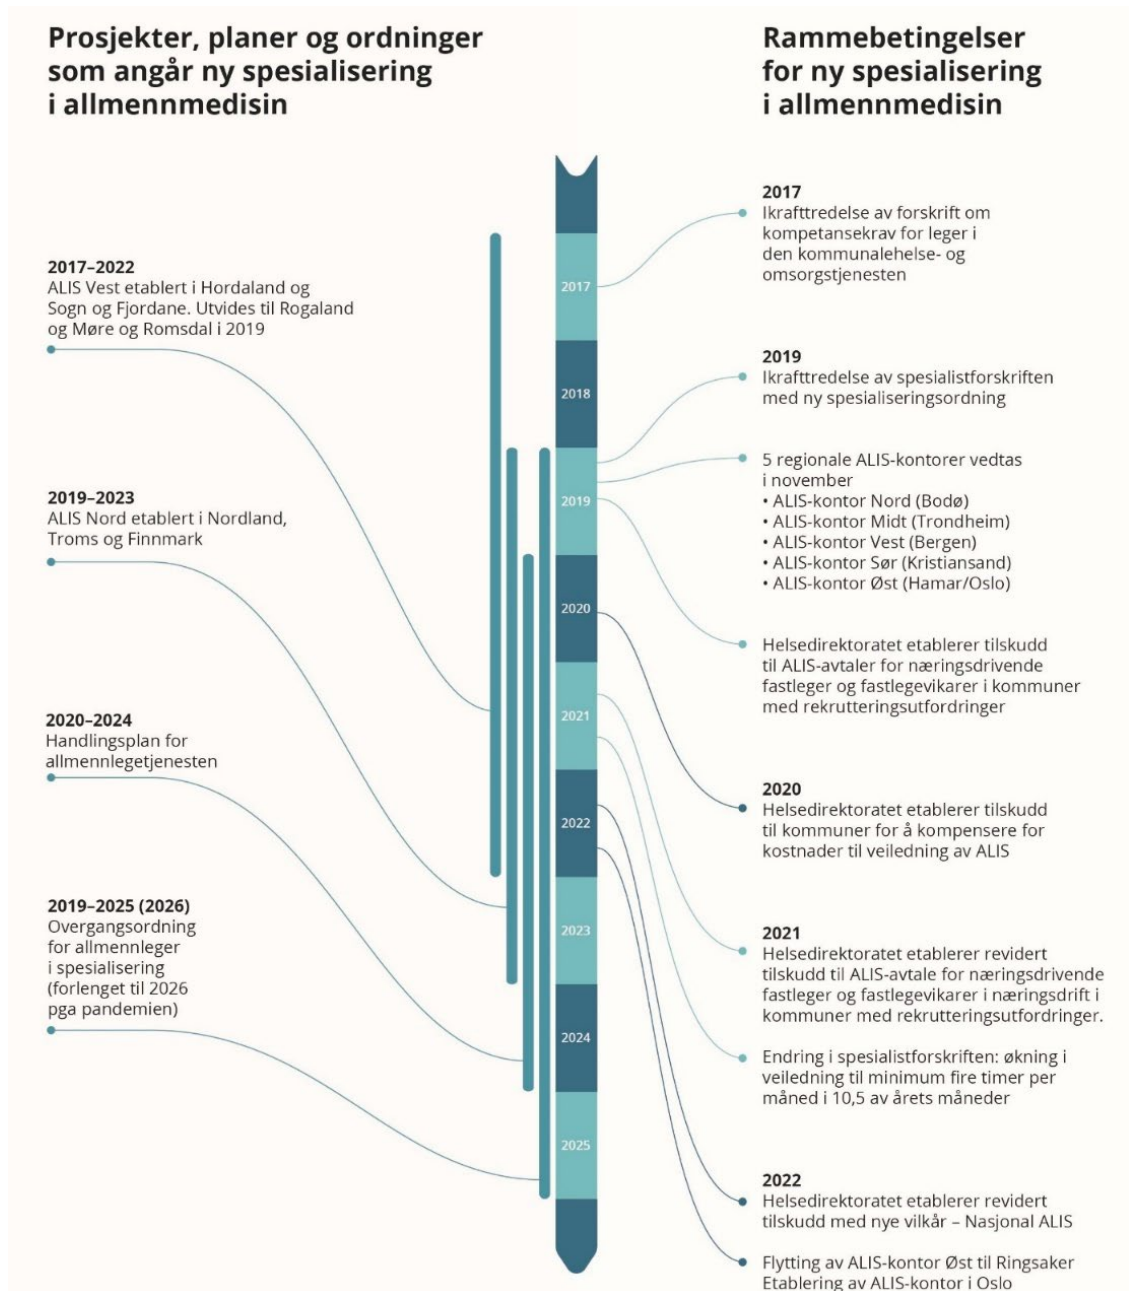 Prosjekter, planer og ordninger
som angår ny spesialisering
i allmennmedisin
2017–2022
ALIS Vest etablert i Hordaland og
Sogn og Fjordane. Utvides til Rogaland
og Møre og Romsdal i 2019
2019–2023
ALIS Nord etablert i Nordland,
Troms og Finnmark
2020–2024
Handlingsplan for
allmennlegetjenesten
2019–2025 (2026)
Overgangsordning
for allmennleger
i spesialisering
(forlenget til 2026
pga pandemien)
2017
2018
2019
2020
2021
2022
2023
2024
2025
Rammebetingelser
for ny spesialisering
i allmennmedisin
2017
Ikrafttredelse av forskrift om
kompetansekrav for leger i
den kommunalehelse- og
omsorgstjenesten
2019
Ikrafttredelse av spesialistforskriften
med ny spesialiseringsordning
5 regionale ALIS-kontorer vedtas
i november
• ALIS-kontor Nord (Bodø)
• ALIS-kontor Midt (Trondheim)
• ALIS-kontor Vest (Bergen)
• ALIS-kontor Sør (Kristiansand)
• ALIS-kontor Øst (Hamar/Oslo)
Helsedirektoratet etablerer tilskudd
til ALIS-avtaler for næringsdrivende
fastleger og fastlegevikarer i kommuner
med rekrutteringsutfordringer
2020
Helsedirektoratet etablerer tilskudd
til kommuner for å kompensere for
kostnader til veiledning av ALIS
2021
Helsedirektoratet etablerer revidert
tilskudd til ALIS-avtale for næringsdrivende
fastleger og fastlegevikarer i næringsdrift i
kommuner med rekrutteringsutfordringer.
Endring i spesialistforskriften: økning i
veiledning til minimum fire timer per
måned i 10,5 av årets måneder
2022
Helsedirektoratet etablerer revidert
tilskudd med nye vilkår – Nasjonal ALIS
Flytting av ALIS-kontor Øst til Ringsaker
Etablering av ALIS-kontor i Oslo